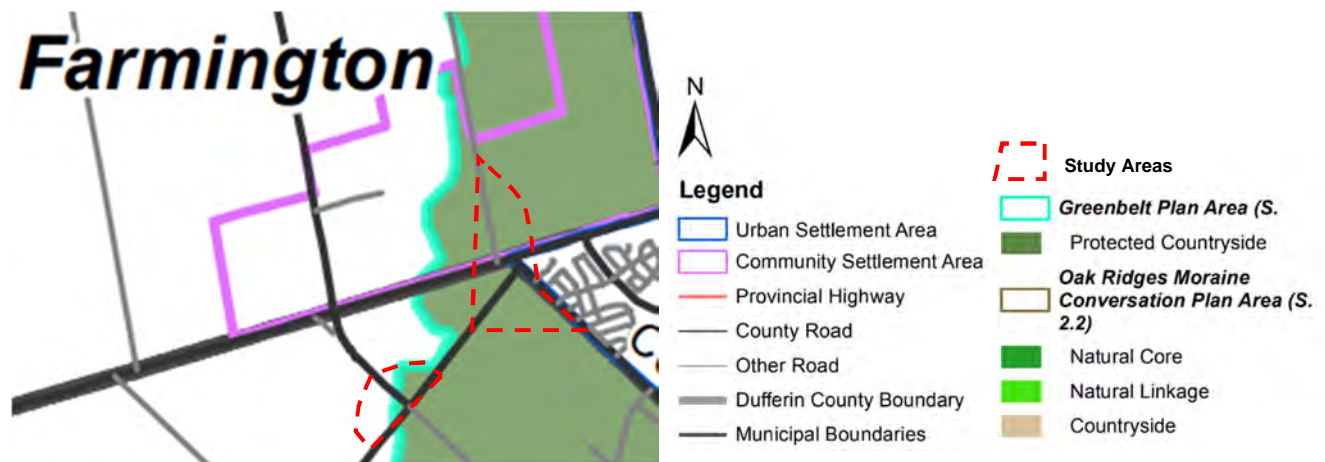 Farmington
C
N
Legend
Urban Settlement Area
Community Settlement Area
Provincial Highway
County Road
Other Road
Dufferin County Boundary
Municipal Boundaries
Study Areas
Greenbelt Plan Area (S.
Protected Countryside
Oak Ridges Moraine
Conversation Plan Area (S.
2.2)
Natural Core
Natural Linkage
Countryside